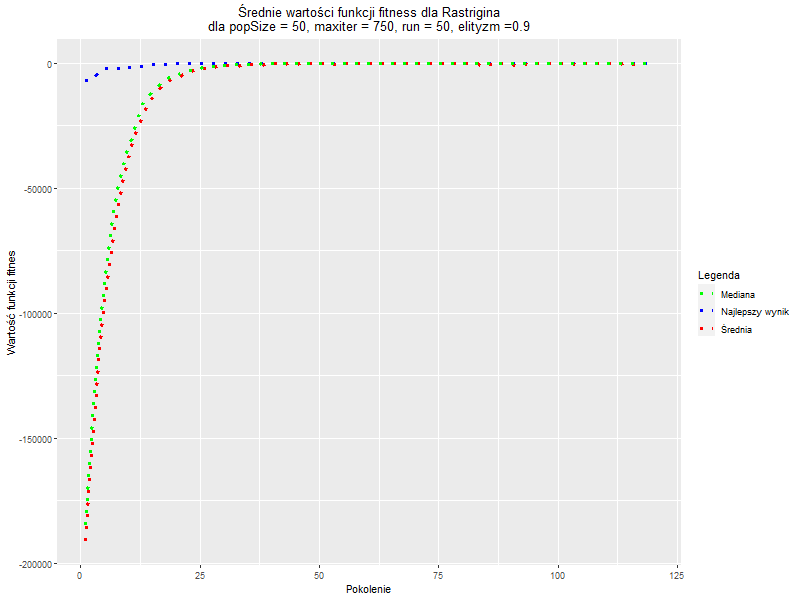 Średnie wartości funkcji fitness dla Rastrigina
dla popSize = 50, maxiter = 750, run = 50, elityzm =0.9
Wartość funkcji fitnes
0
-50000
-100000
-150000
-200000
0
25
50
75
100
125
Pokolenie
Legenda
Mediana
Najlepszy wynik
Średnia